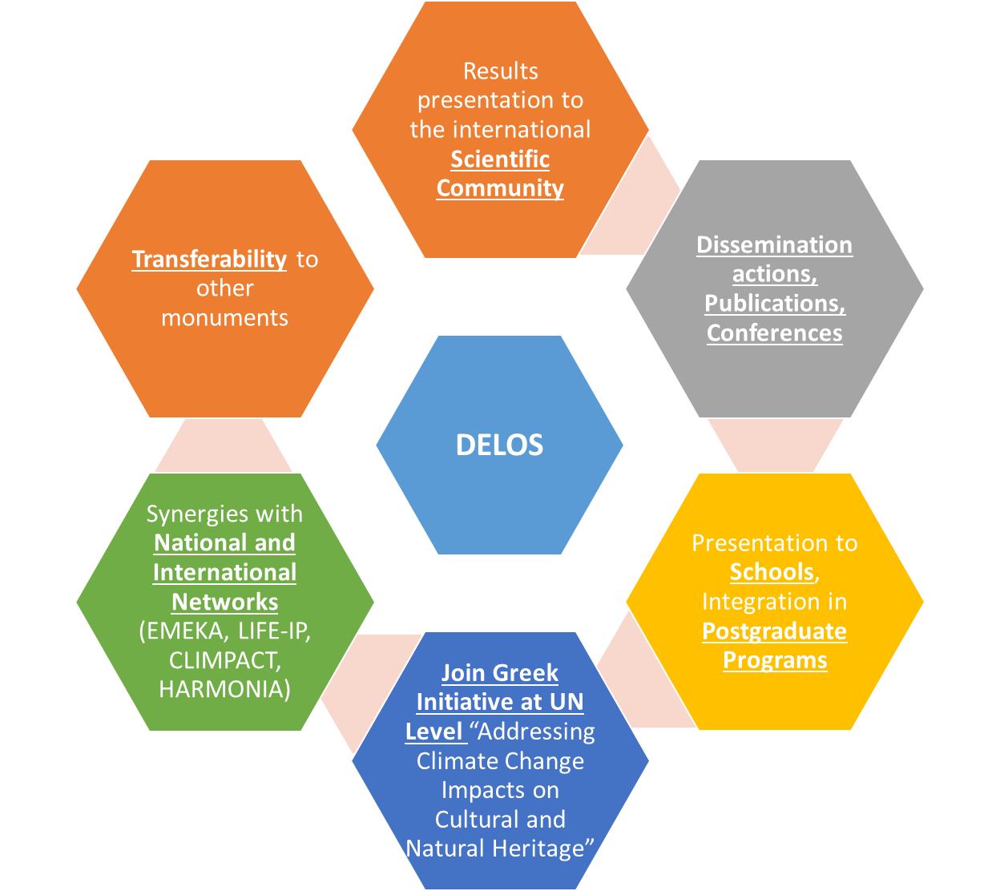 Results
presentation to
the international
Scientific
Community
Dissemination
actions,
Publications,
Conferences
Presentation to
Schools,
Integration in
Postgraduate
Programs
Join Greek
Initiative at UN
Level “Addressing
Climate Change
Impacts on
Cultural and
Natural Heritage”
Synergies with
National and
International
Networks
(EMEKA, LIFE-IP,
CLIMPACT,
HARMONIA)
Transferability to
other
monuments
DELOS